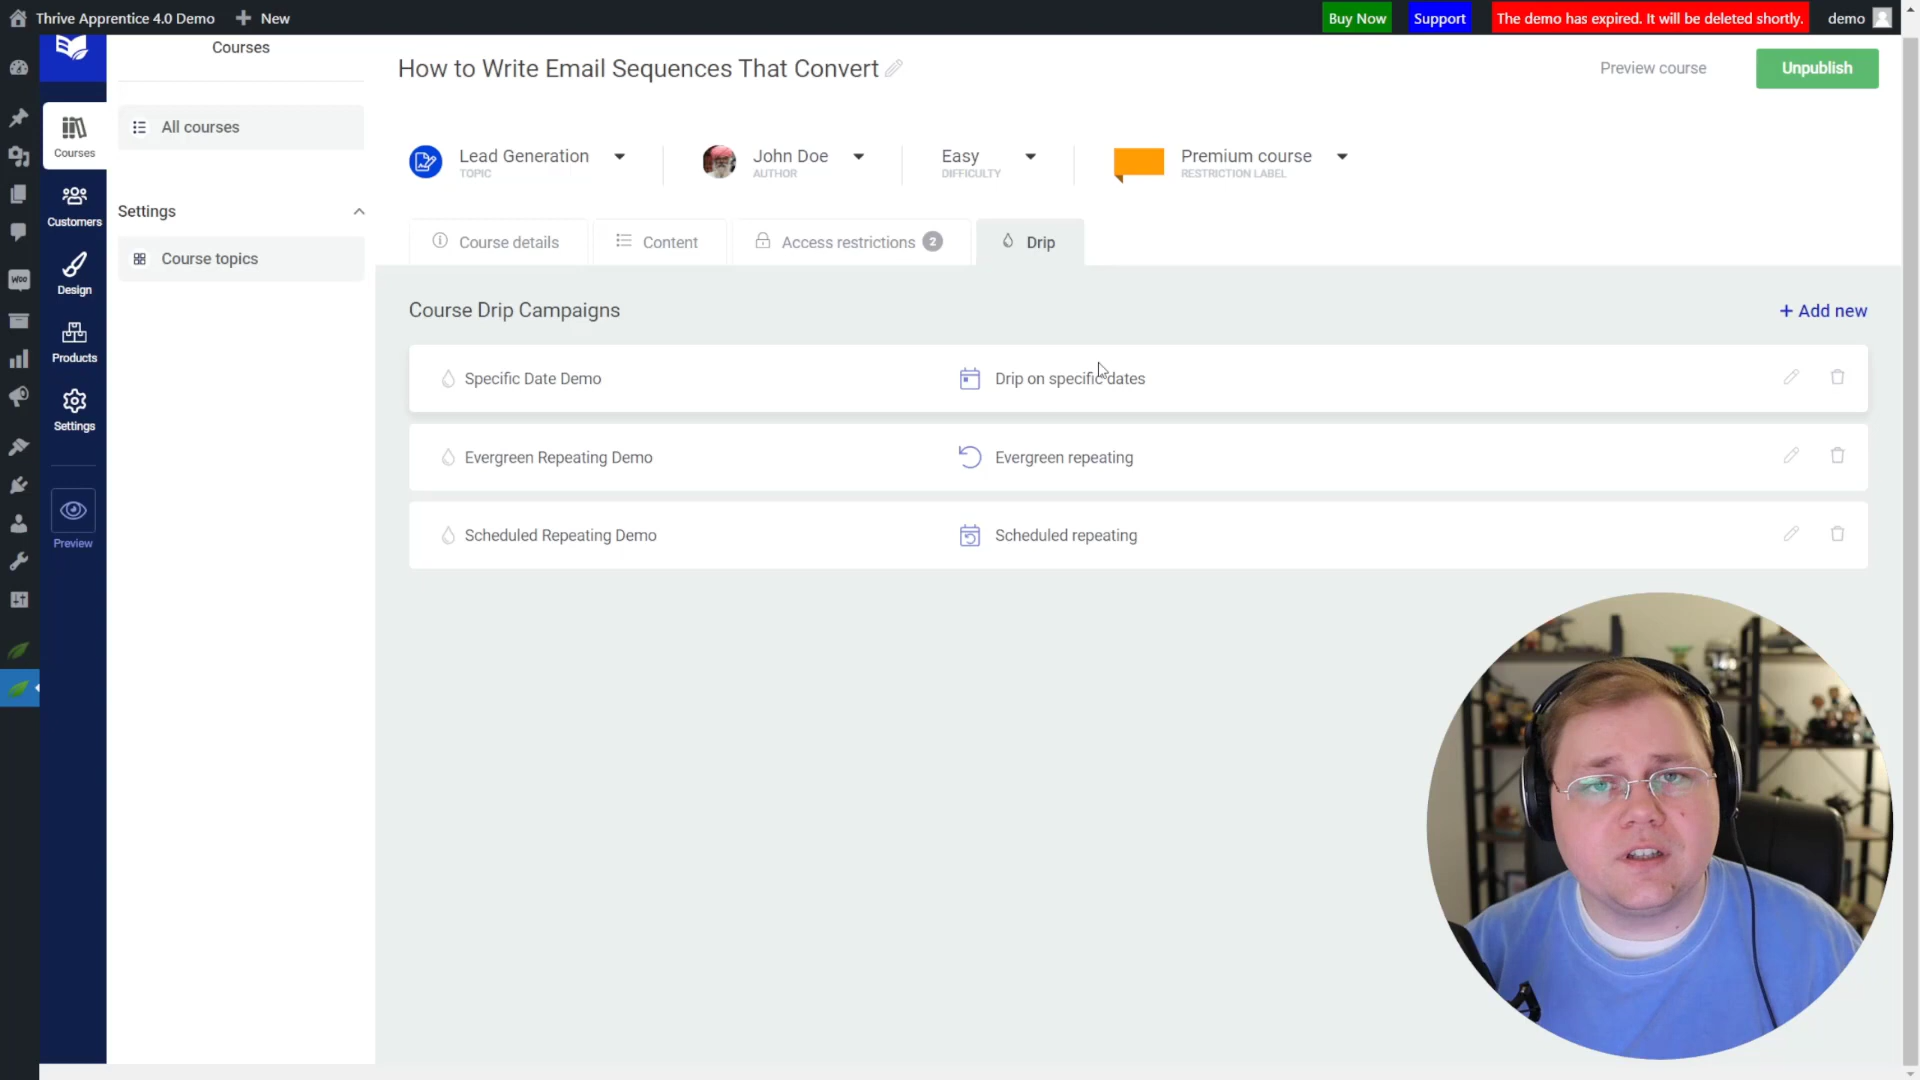 Thrive Apprentice 4.0 Demo
New
Buy Now
Support
The demo has expired. It will be deleted shortly.
demo
Courses
How to Write Email Sequences That Convert
Preview course
Unpublish
Courses
All courses
Lead Generation
TOPIC
John Doe
AUTHOR
Easy
DIFFICULTY
Premium course
RESTRICTION LABEL
Customers
Settings
Course topics
Course details
Content
Access restrictions 2
Drip
Design
Course Drip Campaigns
+ Add new
Woo
Products
Specific Date Demo
Drip on specific dates
Settings
Evergreen Repeating Demo
Evergreen repeating
Preview
Scheduled Repeating Demo
Scheduled repeating